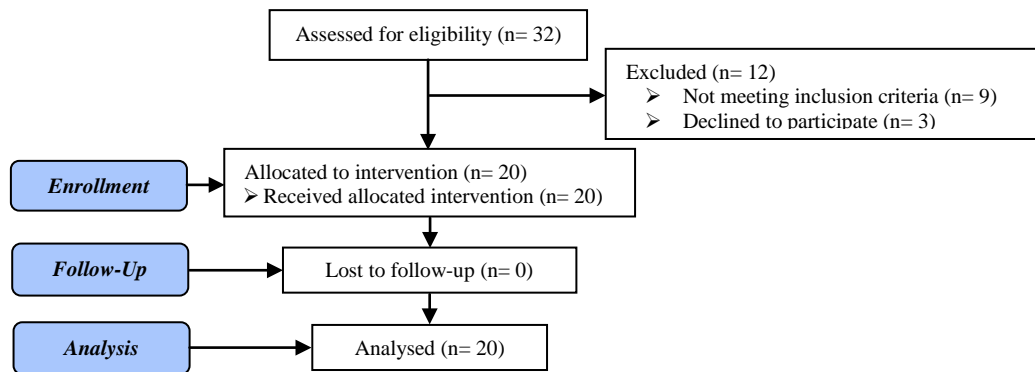 Assessed for eligibility (n= 32)
Excluded (n= 12)
➢ Not meeting inclusion criteria (n= 9)
➢ Declined to participate (n= 3)
Allocated to intervention (n= 20)
➢ Received allocated intervention (n= 20)
Enrollment
Lost to follow-up (n= 0)
Follow-Up
Analysed (n= 20)
Analysis